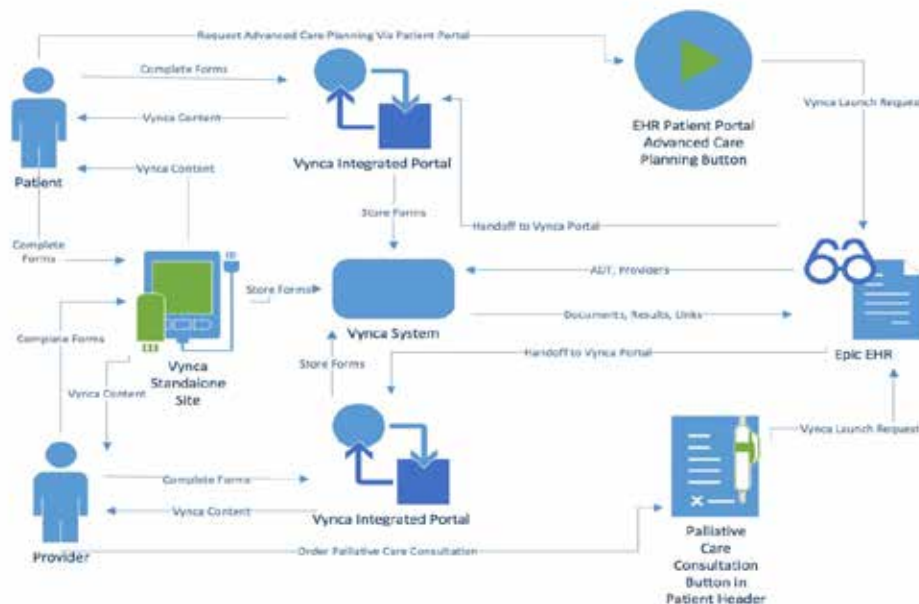 Request Advanced Care Planning Via Patient Portal
Complete Forms
Vynca Launch Request
Vynca Content
EHR Patient Portal
Advanced Care
Planning Button
Vynca Integrated Portal
Patient
Vynca Content
Store Forms
Handoff to Vynca Portal
Complete
Forms
ADT, Providers
Store Forms
Vynca System
Documents, Results, Links
Epic EHR
Complete Forms
Vynca
Standalone
Site
Store Forms
Handoff to Vynca Portal
Vynca Content
Vynca Launch Request
Complete Forms
Vynca Content
Vynca Integrated Portal
Provider
Order Palliative Care Consultation
Palliative
Care
Consultation
Button in
Patient Header